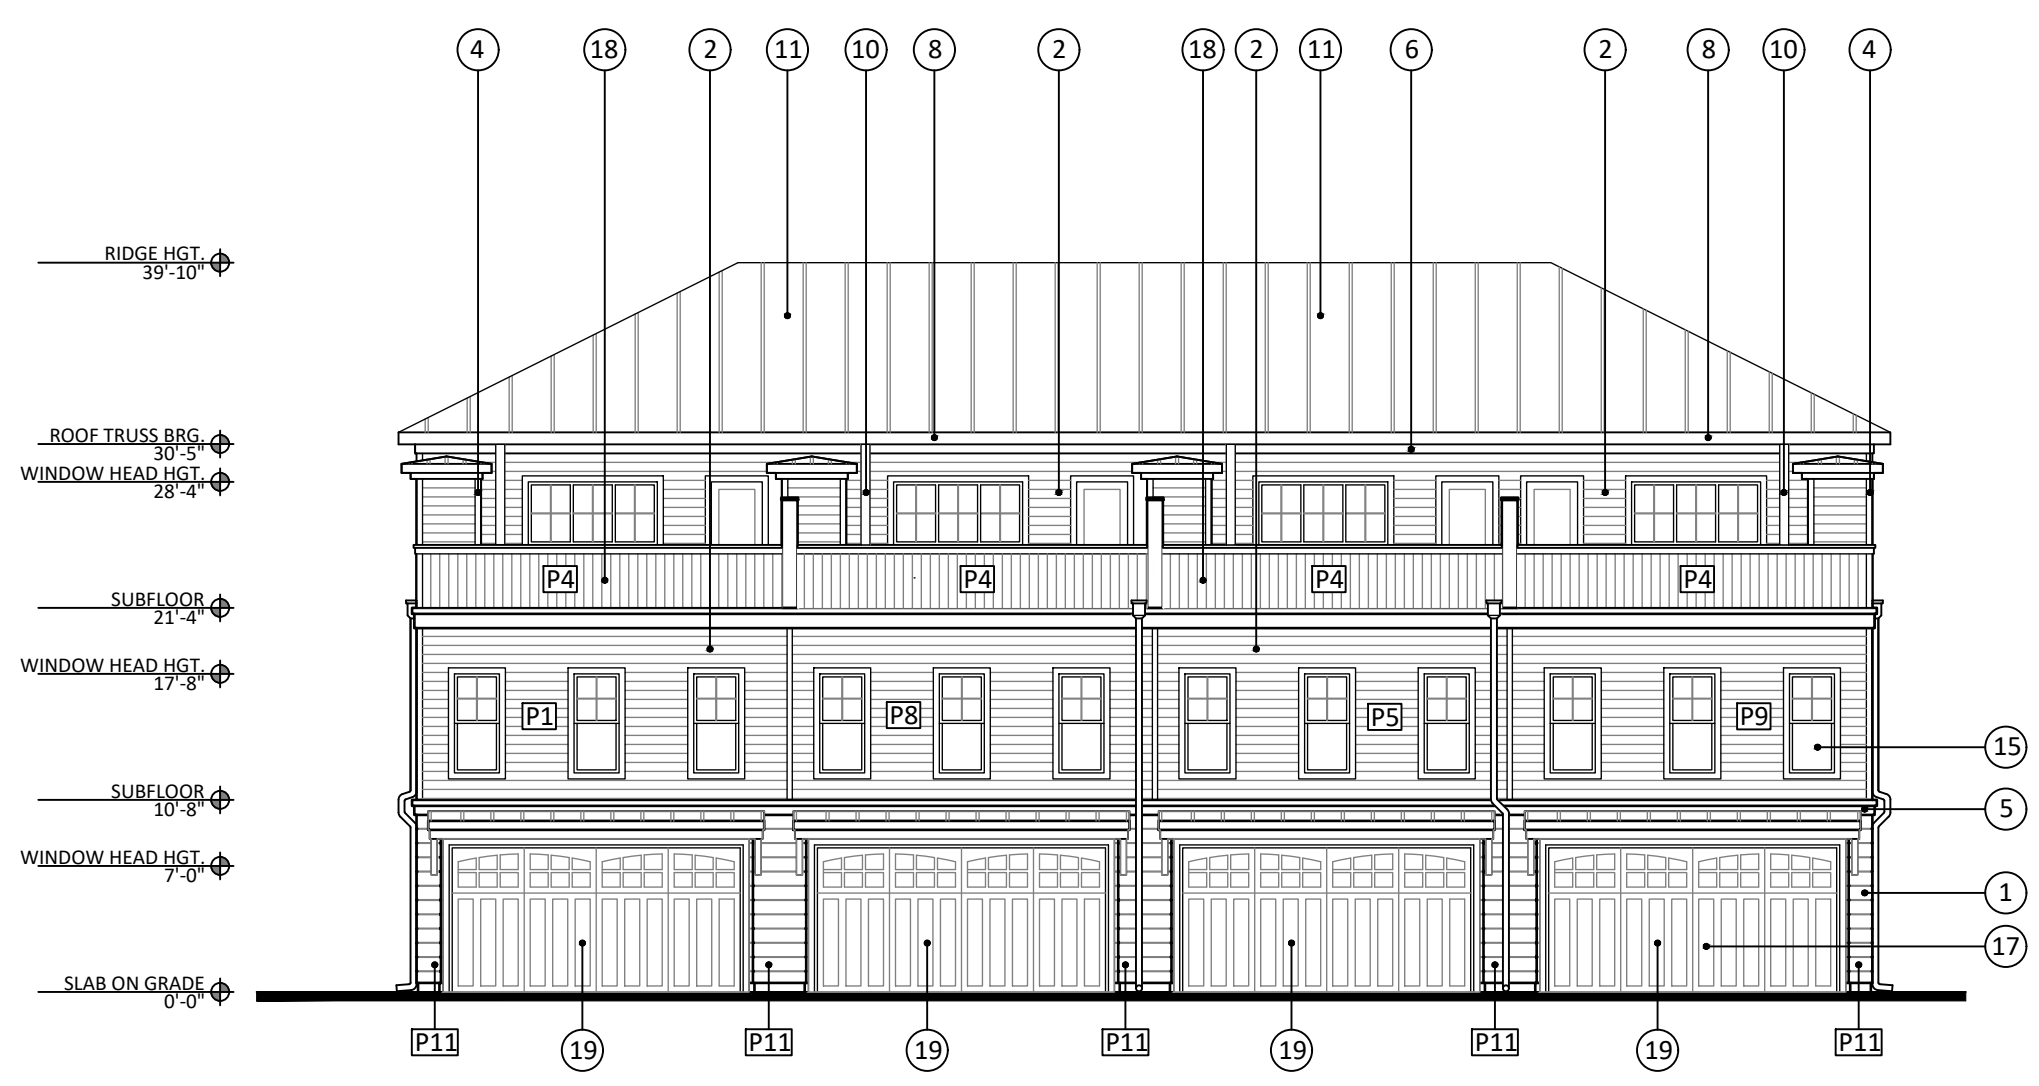 4 18 2 11 10 8 2 18 2 11 6 2 8 10 4
RIDGE HGT.
39'-10"
ROOF TRUSS BRG.
30'-5"
WINDOW HEAD HGT.
28'-4"
P4 P4 P4 P4
SUBFLOOR
21'-4"
WINDOW HEAD HGT.
17'-8"
P1 P8 P5 P9
15
SUBFLOOR
10'-8"
5
WINDOW HEAD HGT.
7'-0"
1
17
SLAB ON GRADE
0'-0"
P11 19 P11 19 P11 19 P11 19 P11